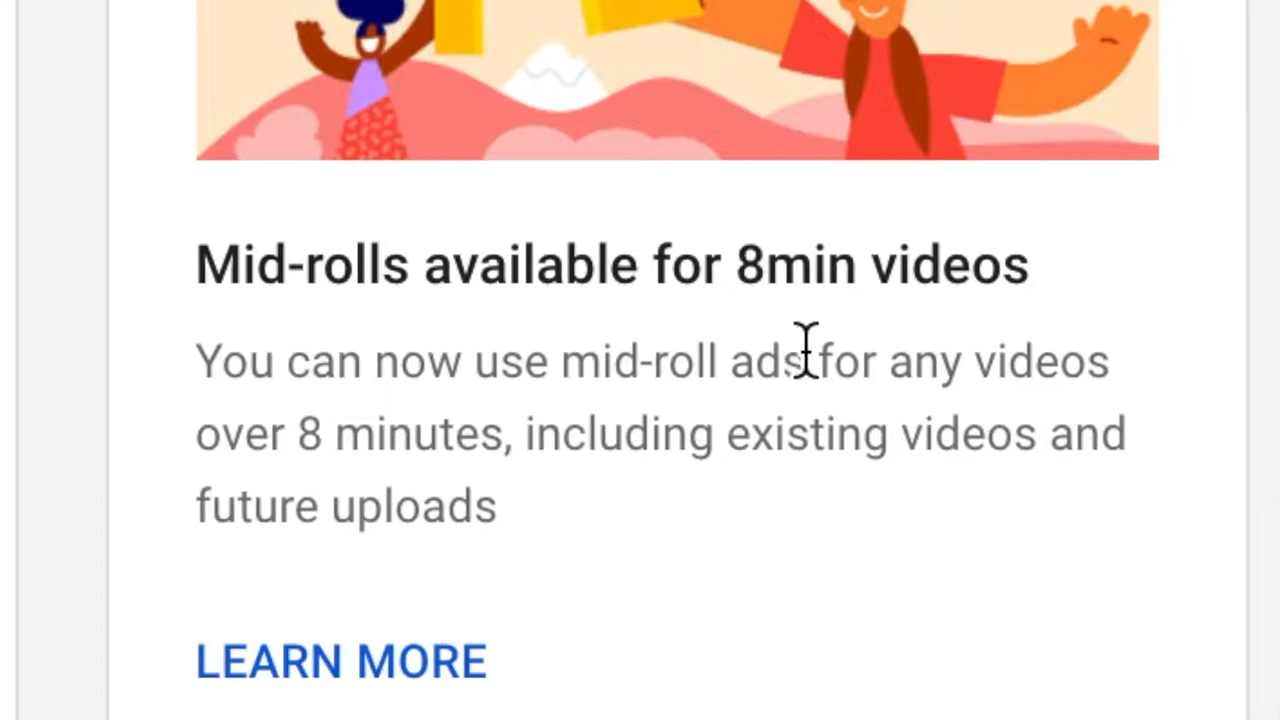 Mid-rolls available for 8min videos
You can now use mid-roll ads for any videos
over 8 minutes, including existing videos and
future uploads
LEARN MORE